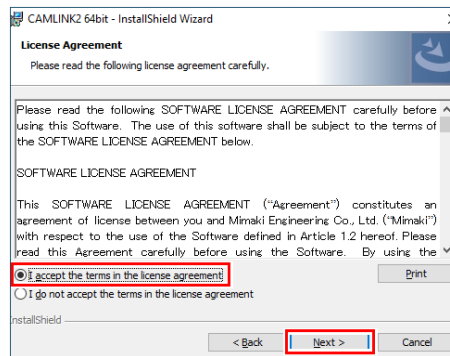 CAMLINK2 64bit - InstallShield Wizard
License Agreement
Please read the following license agreement carefully.
Please read the following SOFTWARE LICENSE AGREEMENT carefully before
using this Software. The use of this software shall be subject to the terms of
the SOFTWARE LICENSE AGREEMENT below.
SOFTWARE LICENSE AGREEMENT
This SOFTWARE LICENSE AGREEMENT (“Agreement”) constitutes an
agreement of license between you and Mimaki Engineering Co., Ltd. (“Mimaki”)
with respect to the use of the Software defined in Article 1.2 hereof. Please
read this Agreement carefully before using the Software. By using the
I accept the terms in the license agreement
Print
I do not accept the terms in the license agreement
InstallShield
< Back
Next >
Cancel